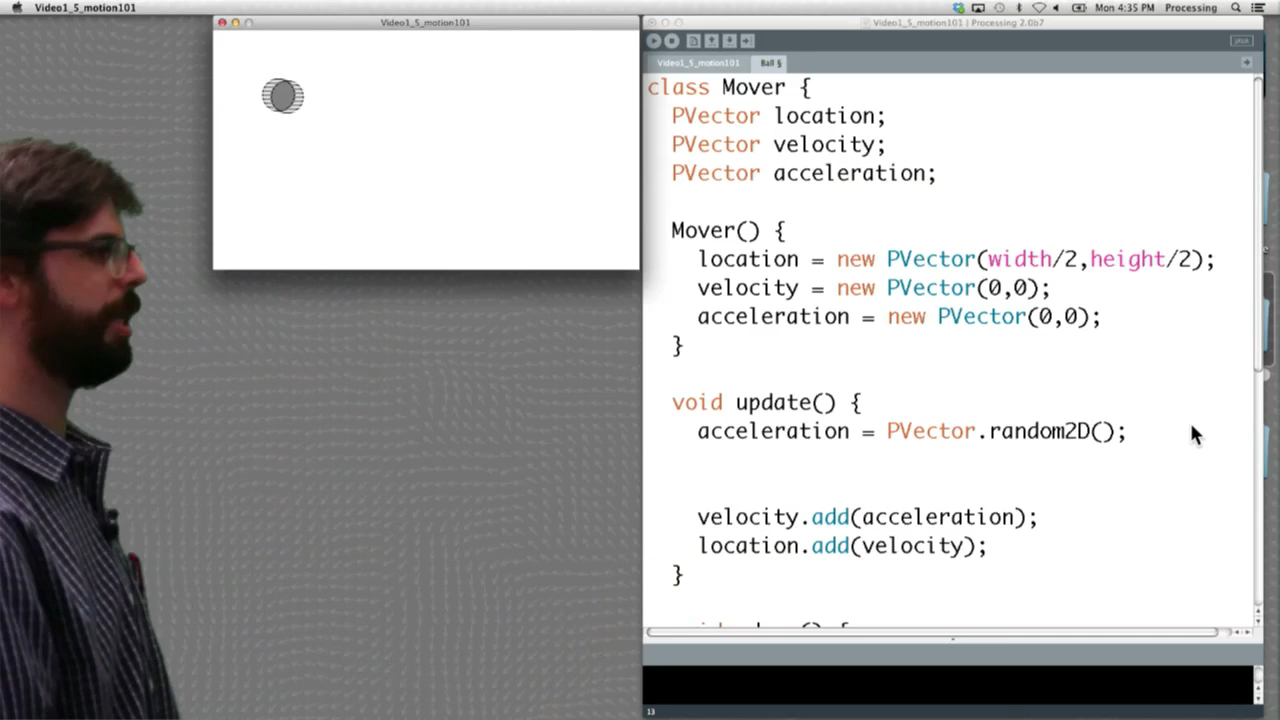 Video1_5_motion101
Mon 4:35 PM Processing
Video1_5_motion101
Video1_5_motion101 | Processing 2.0b7
JAVA
Video1_5_motion101 Ball §
class Mover {
PVector location;
PVector velocity;
PVector acceleration;
Mover() {
location = new PVector(width/2,height/2);
velocity = new PVector(0,0);
acceleration = new PVector(0,0);
}
void update() {
acceleration = PVector.random2D();
velocity.add(acceleration);
location.add(velocity);
}
13